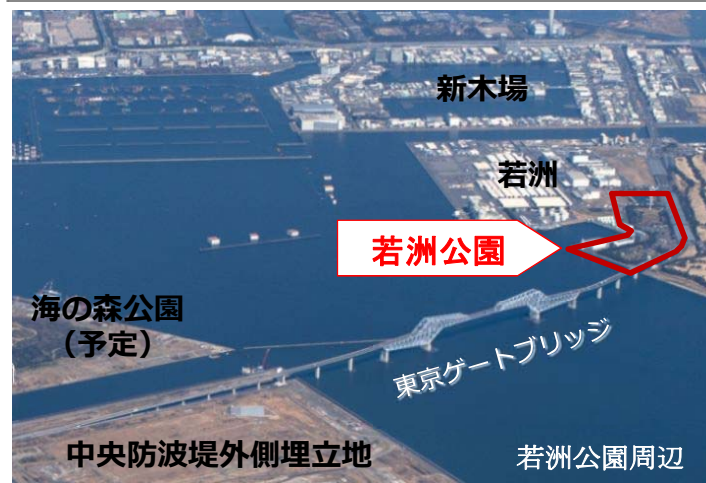 新木場
若洲
若洲公園
海の森公園
（予定）
東京ゲートブリッジ
中央防波堤外側埋立地
若洲公園周辺